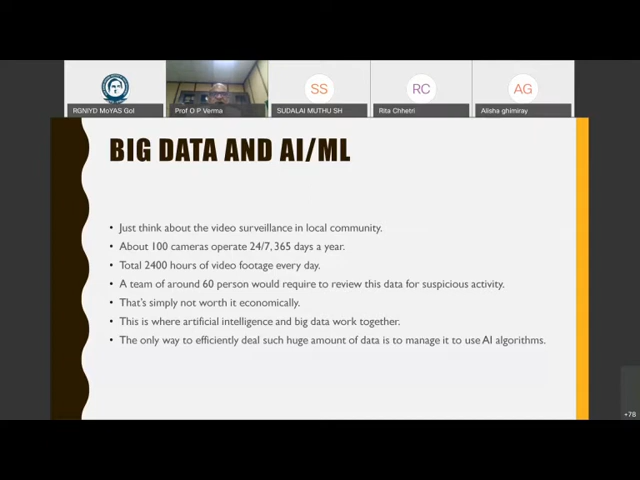 SS
RC
AG
RGNIYD MoYAS GoI
Prof O P Verma
SUDALAI MUTHU SH
Rita Chhetri
Alisha ghimiray
BIG DATA AND AI/ML
• Just think about the video surveillance in local community.
• About 100 cameras operate 24/7, 365 days a year.
• Total 2400 hours of video footage every day.
• A team of around 60 person would require to review this data for suspicious activity.
• That's simply not worth it economically.
• This is where artificial intelligence and big data work together.
• The only way to efficiently deal such huge amount of data is to manage it to use AI algorithms.
+78